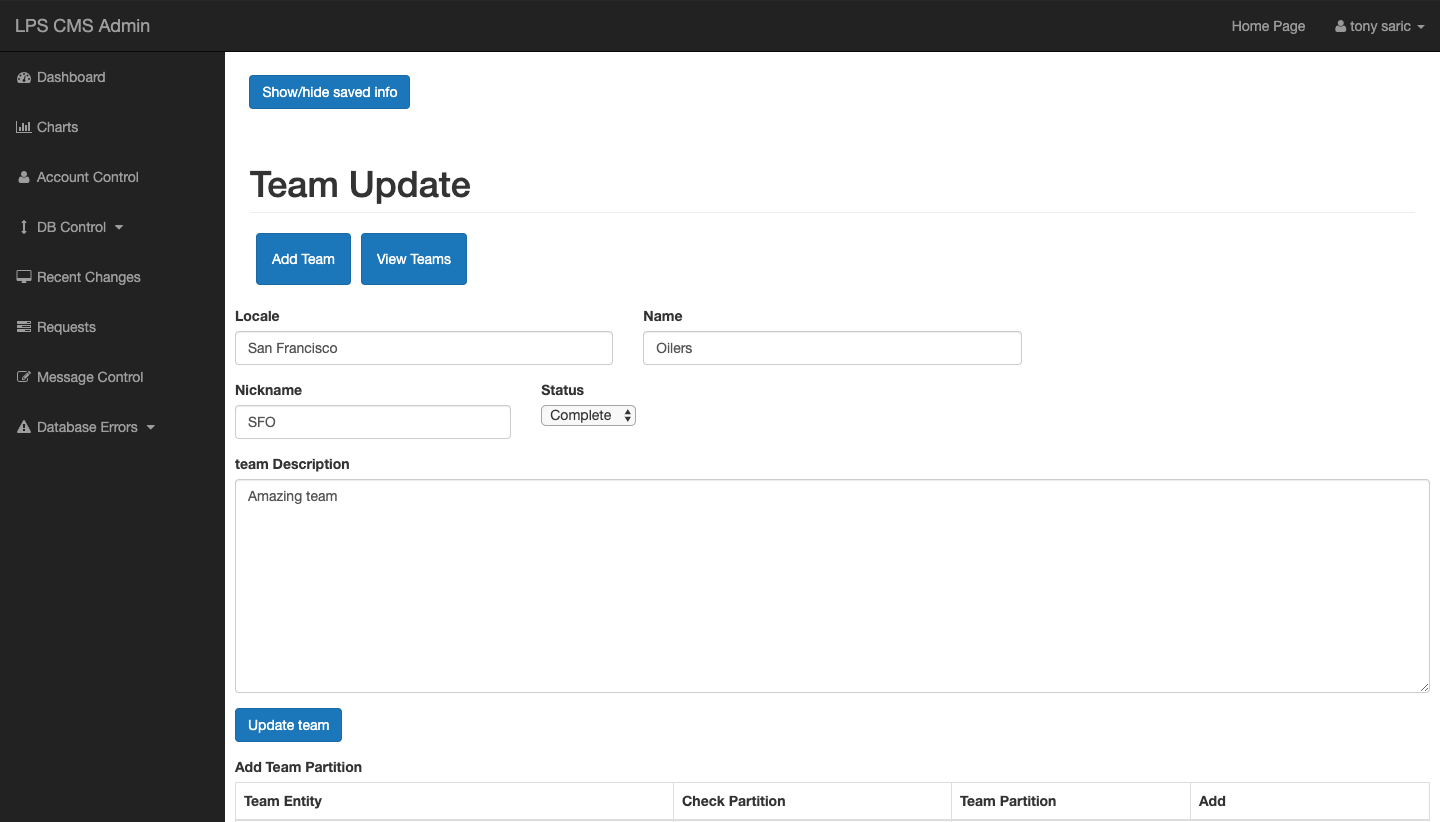 LPS CMS Admin
Home Page
tony saric
Dashboard
Charts
Account Control
DB Control
Recent Changes
Requests
Message Control
Database Errors
Show/hide saved info
Team Update
Add Team
View Teams
Locale
Name
San Francisco
Oilers
Nickname
Status
SFO
Complete
team Description
Amazing team
Update team
Add Team Partition
Team Entity
Check Partition
Team Partition
Add